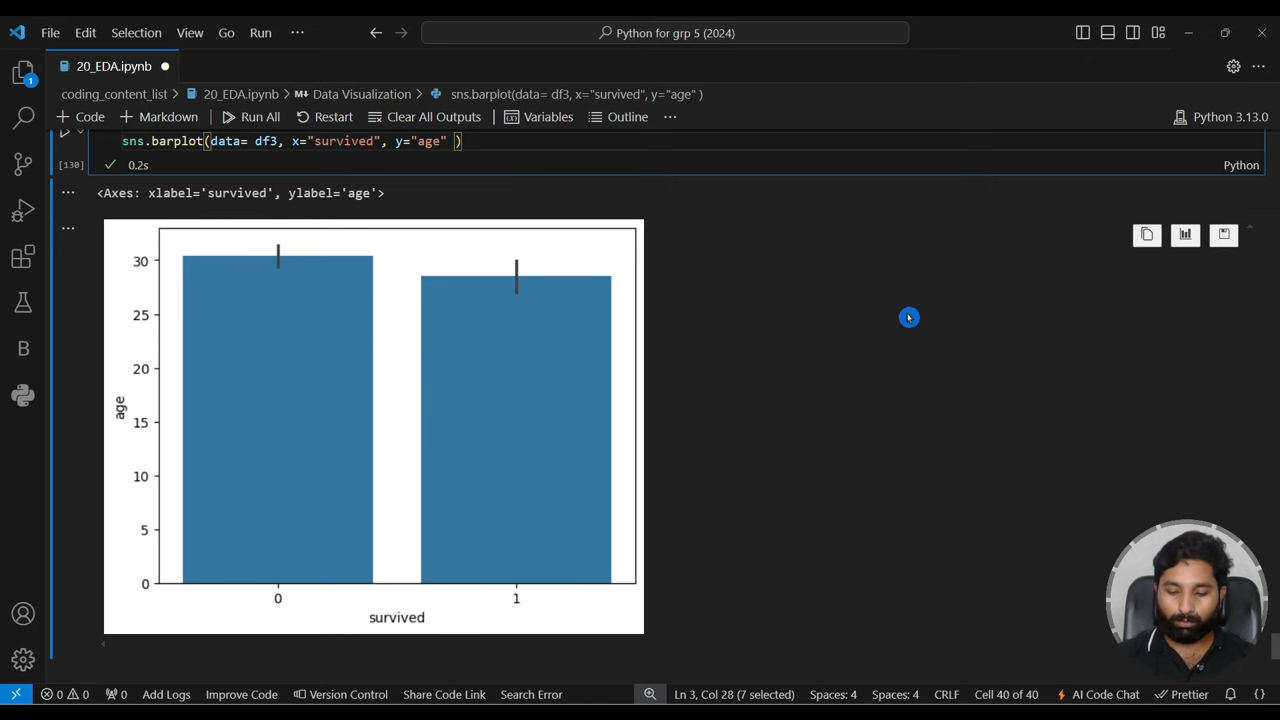 File Edit Selection View Go Run ··· Python for grp 5 (2024)
20_EDA.ipynb
coding_content_list > 20_EDA.ipynb > Data Visualization > sns.barplot(data= df3, x="survived", y="age" )
+ Code + Markdown Run All Restart Clear All Outputs Variables Outline ··· Python 3.13.0
sns.barplot(data= df3, x="survived", y="age" )
[130] 0.2s Python
<Axes: xlabel='survived', ylabel='age'>
30
25
20
15
10
5
0
age
0 1
survived
1
B
0 0 0 Add Logs Improve Code Version Control Share Code Link Search Error Ln 3, Col 28 (7 selected) Spaces: 4 Spaces: 4 CRLF Cell 40 of 40 AI Code Chat Prettier